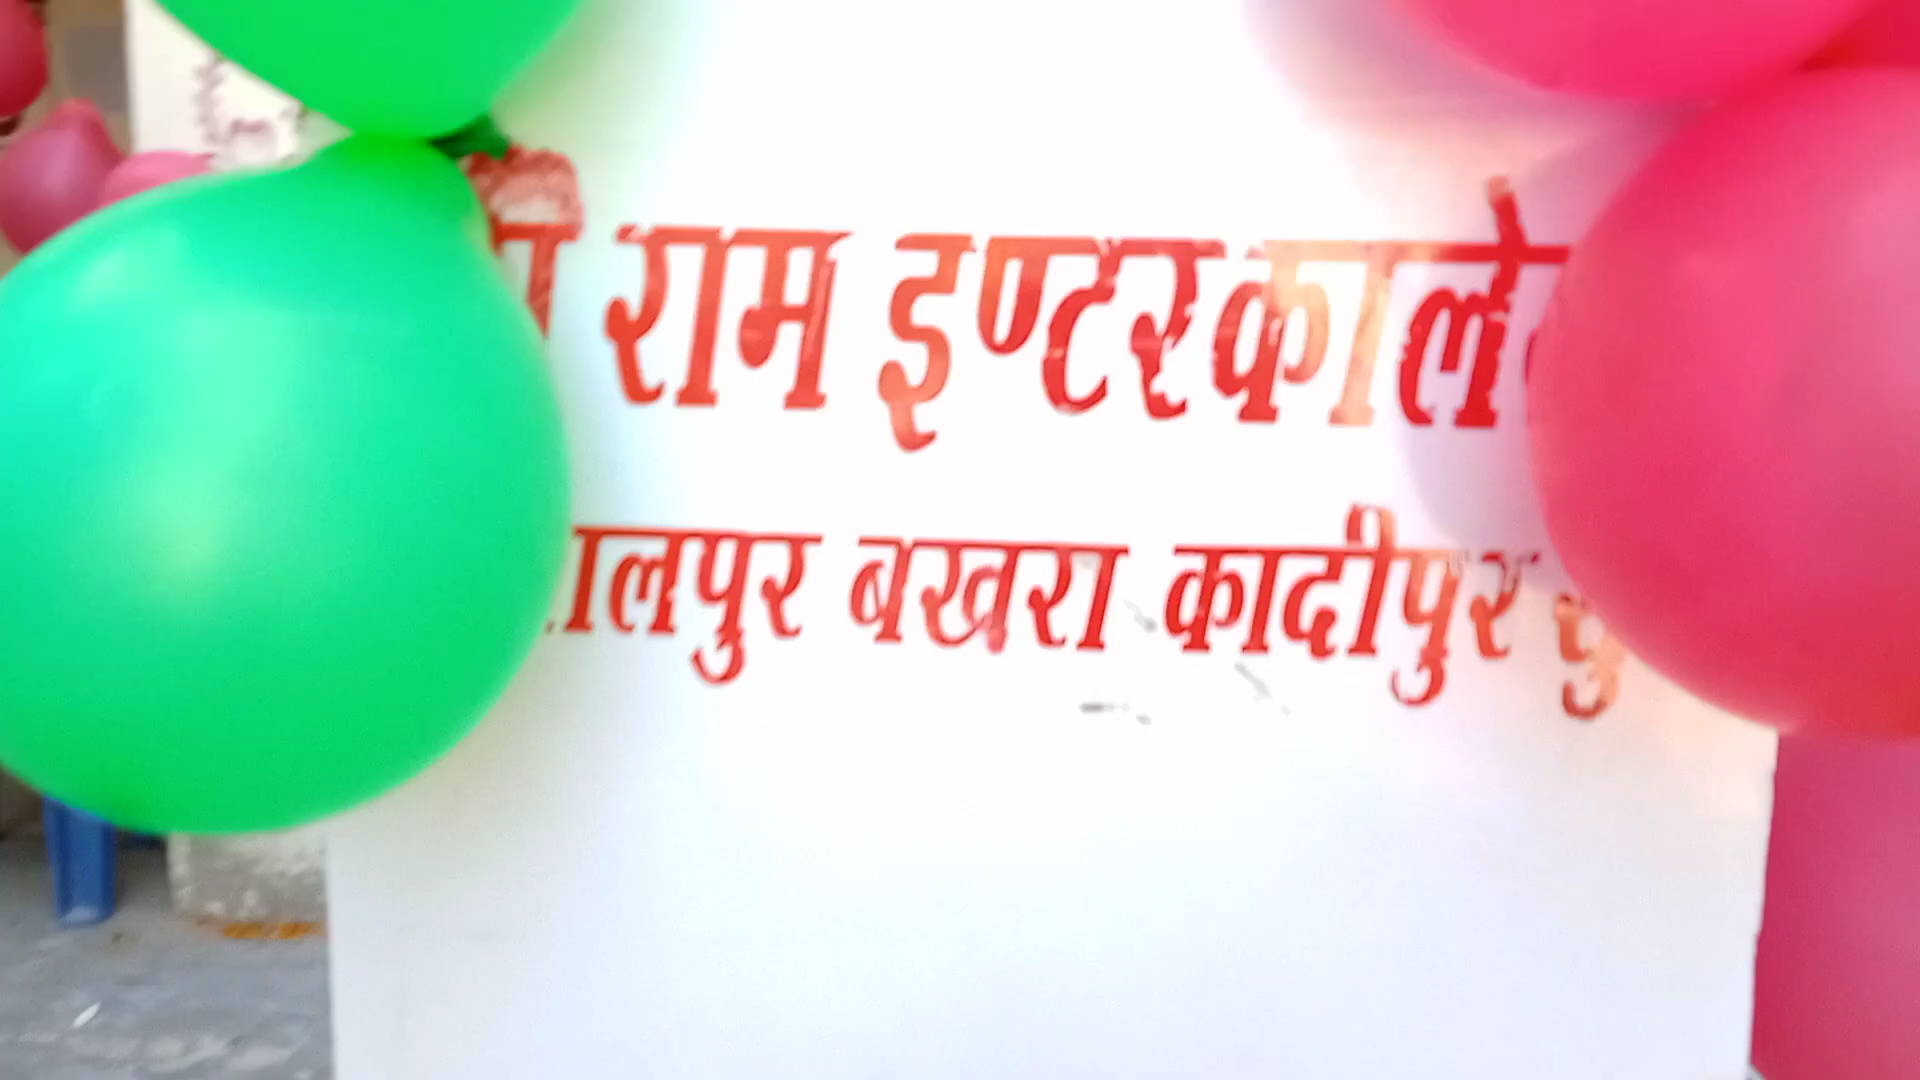 राम इण्टरकाले
ालपुर बखरा कादीपुर सु